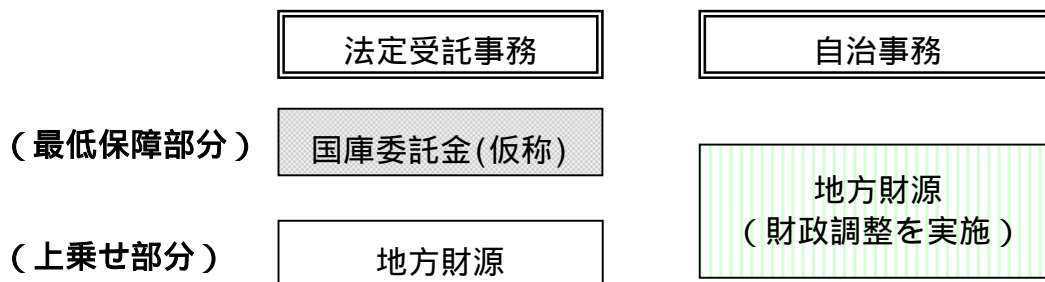 法定受託事務
自治事務
(最低保障部分)
国庫委託金(仮称)
地方財源
(財政調整を実施)
(上乗せ部分)
地方財源